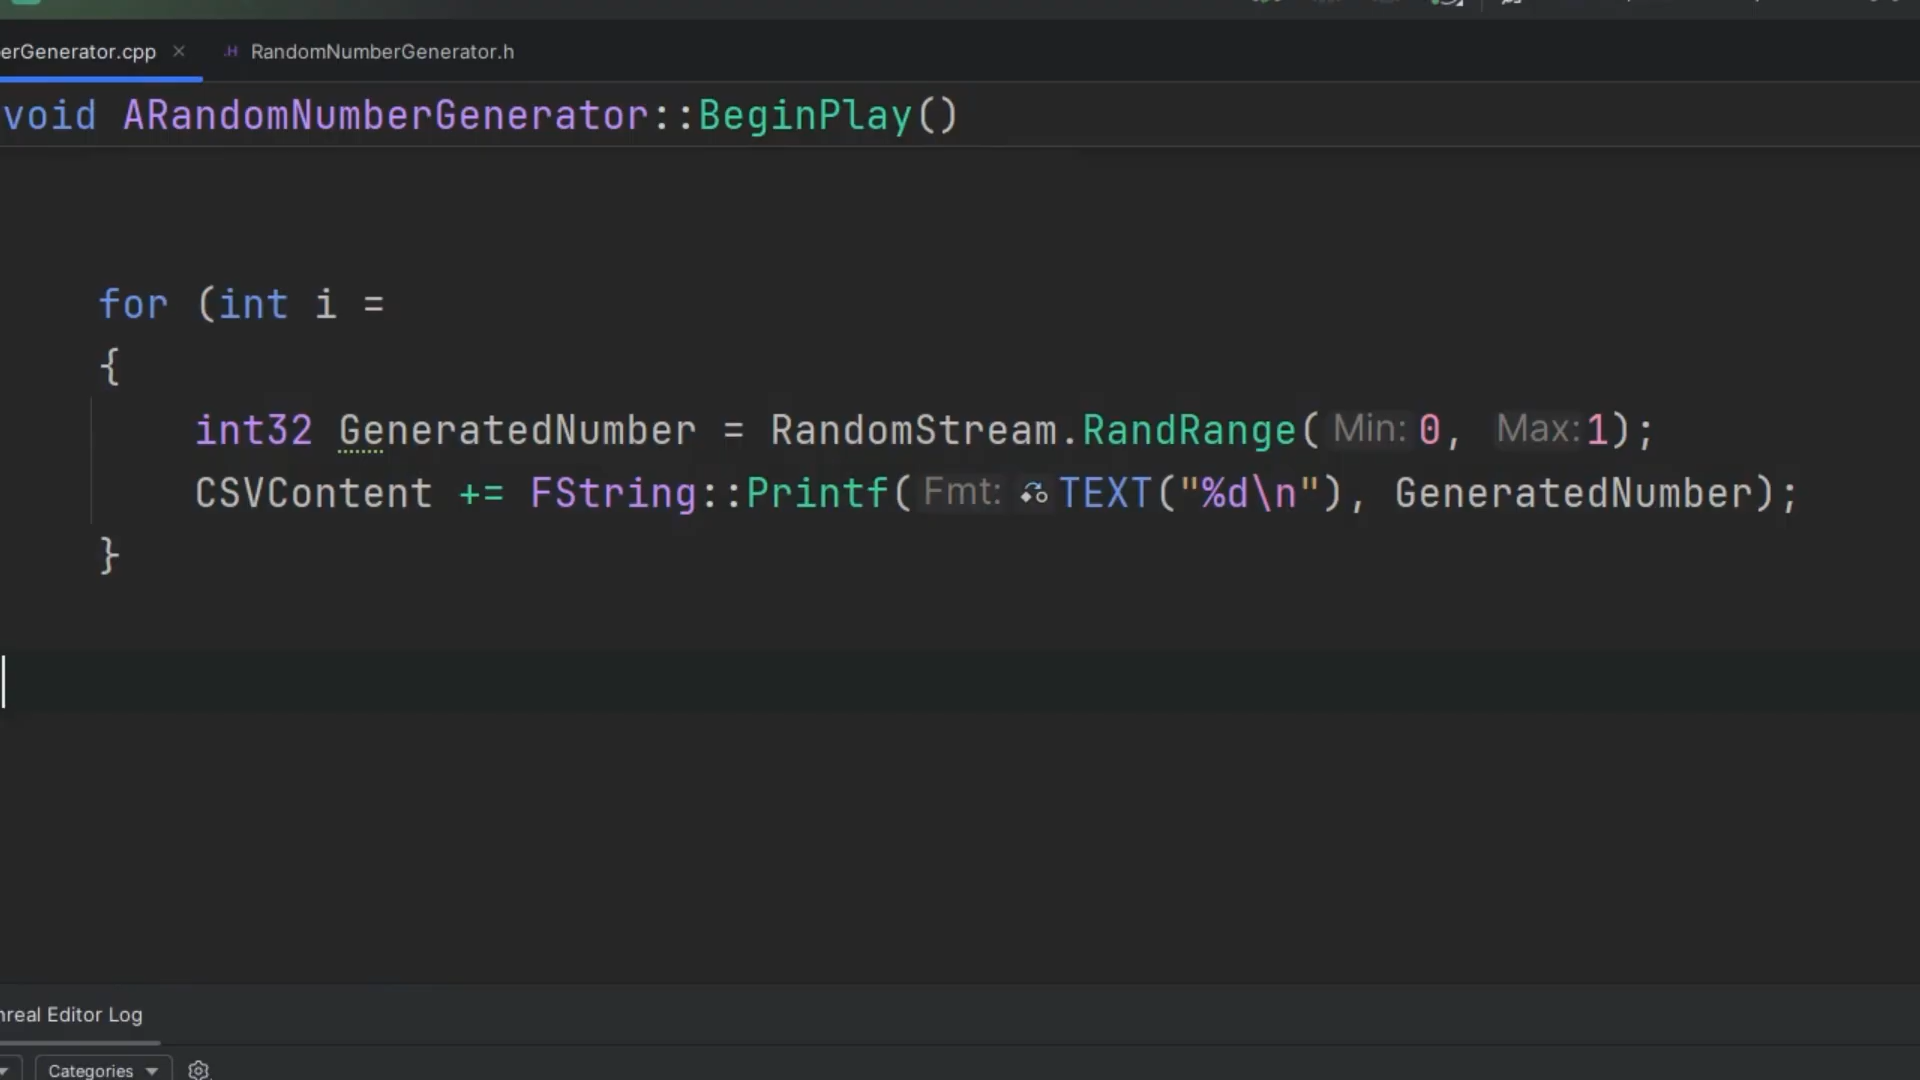 erGenerator.cpp × .H RandomNumberGenerator.h
void ARandomNumberGenerator::BeginPlay()
for (int i =
{
int32 GeneratedNumber = RandomStream.RandRange( Min: 0, Max: 1);
CSVContent += FString::Printf( Fmt: TEXT("%d\n"), GeneratedNumber);
}
nreal Editor Log
Categories